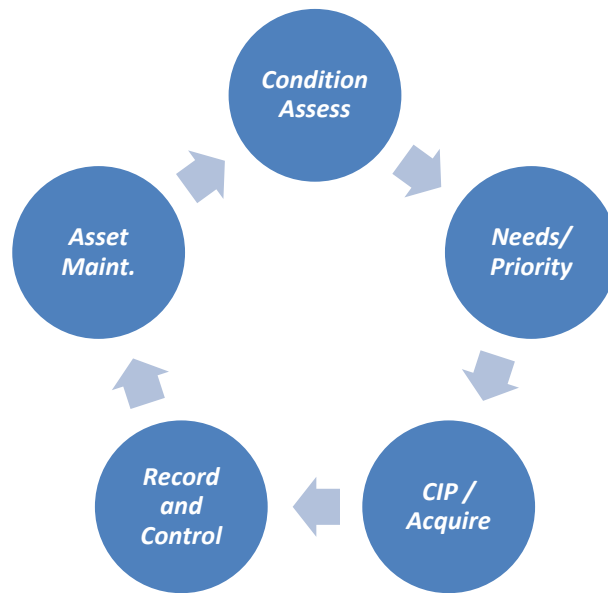 Condition
Assess
Needs/
Priority
CIP /
Acquire
Record
and
Control
Asset
Maint.